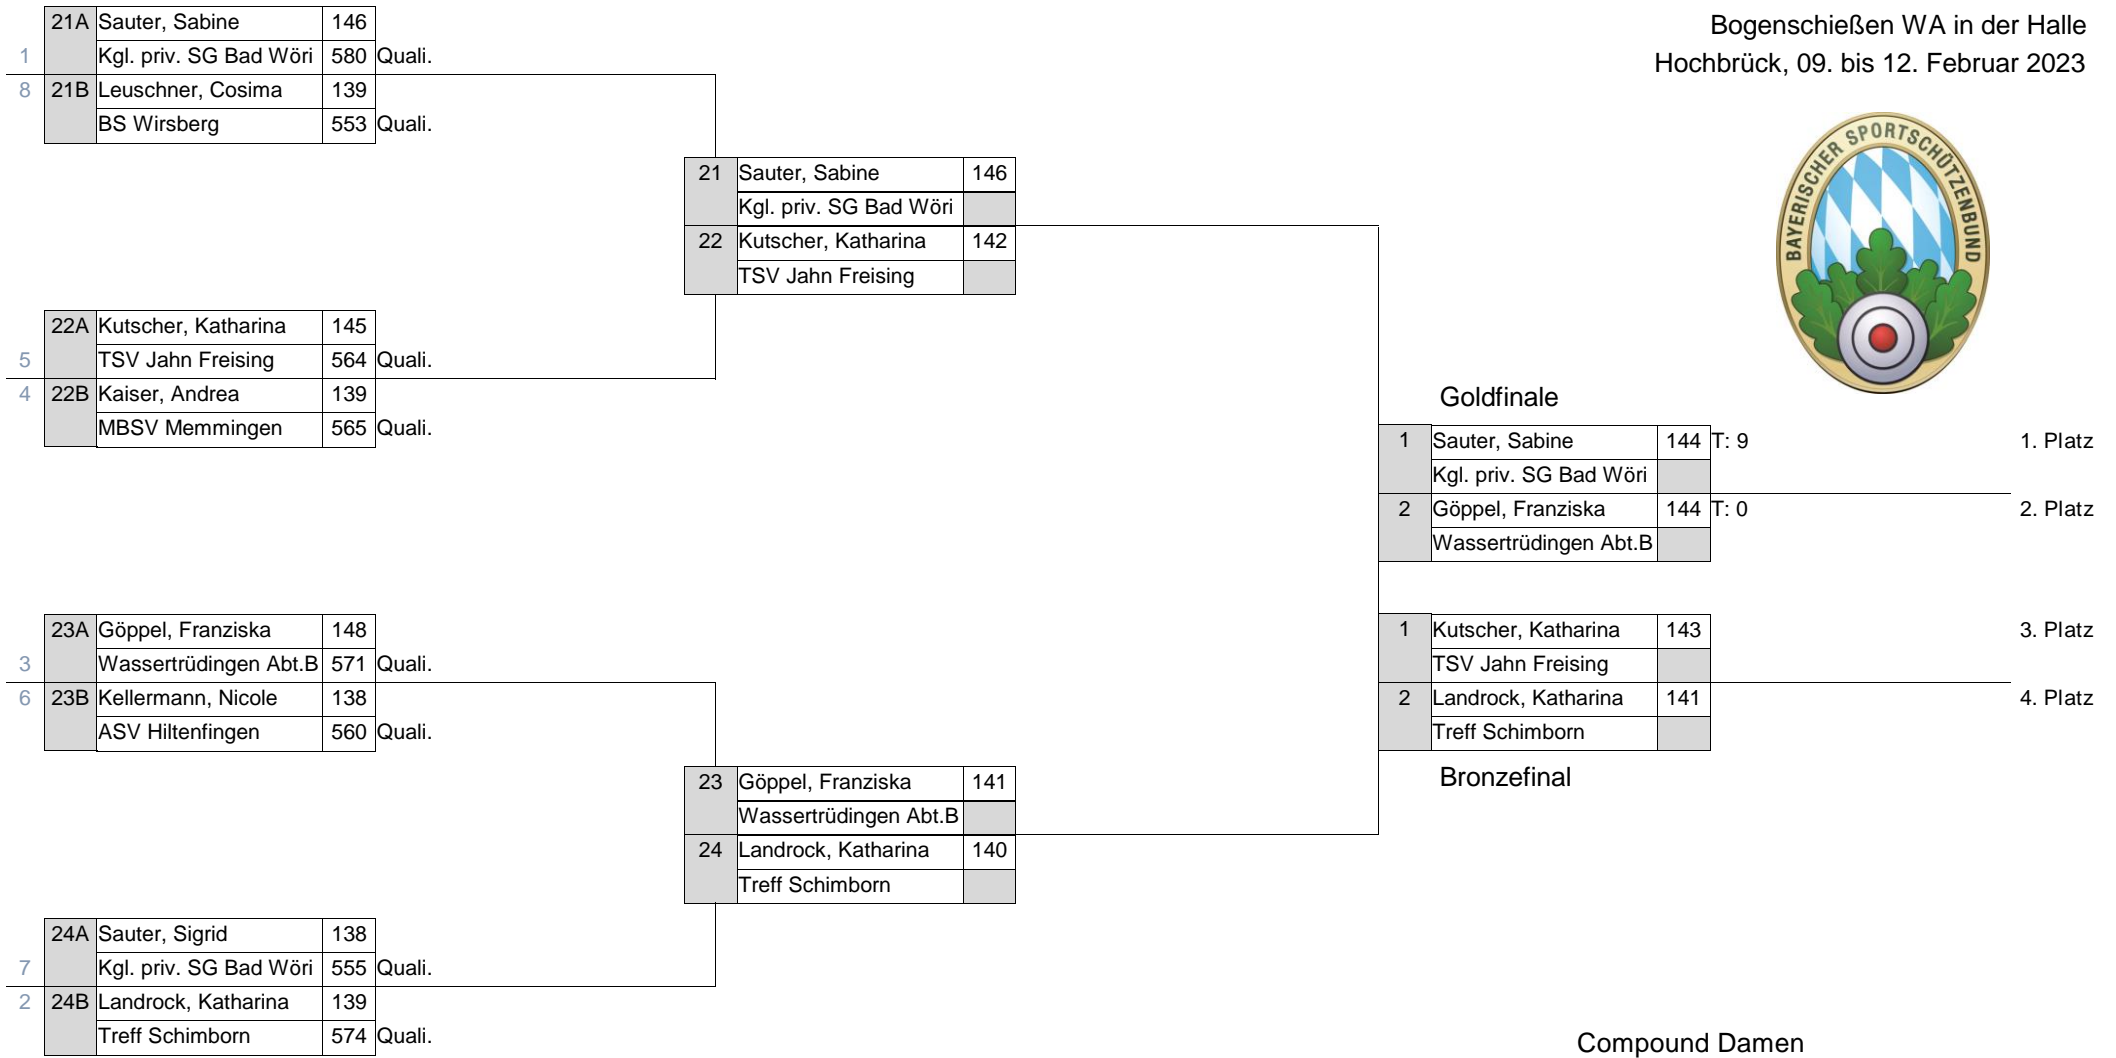 Bogenschießen WA in der Halle
Hochbrück, 09. bis 12. Februar 2023
BAYERISCHER SPORTSCHÜTZENBUND
21A Sauter, Sabine 146
1 Kgl. priv. SG Bad Wöri 580 Quali.
8 21B Leuschner, Cosima 139
BS Wirsberg 553 Quali.
21 Sauter, Sabine 146
Kgl. priv. SG Bad Wöri
22 Kutscher, Katharina 142
TSV Jahn Freising
22A Kutscher, Katharina 145
5 TSV Jahn Freising 564 Quali.
4 22B Kaiser, Andrea 139
MBSV Memmingen 565 Quali.
Goldfinale
1 Sauter, Sabine 144 T: 9 1. Platz
Kgl. priv. SG Bad Wöri
2 Göppel, Franziska 144 T: 0 2. Platz
Wassertrüdingen Abt.B
23A Göppel, Franziska 148
3 Wassertrüdingen Abt.B 571 Quali.
6 23B Kellermann, Nicole 138
ASV Hiltenfingen 560 Quali.
1 Kutscher, Katharina 143 3. Platz
TSV Jahn Freising
2 Landrock, Katharina 141 4. Platz
Treff Schimborn
Bronzefinal
23 Göppel, Franziska 141
Wassertrüdingen Abt.B
24 Landrock, Katharina 140
Treff Schimborn
24A Sauter, Sigrid 138
7 Kgl. priv. SG Bad Wöri 555 Quali.
2 24B Landrock, Katharina 139
Treff Schimborn 574 Quali.
Compound Damen